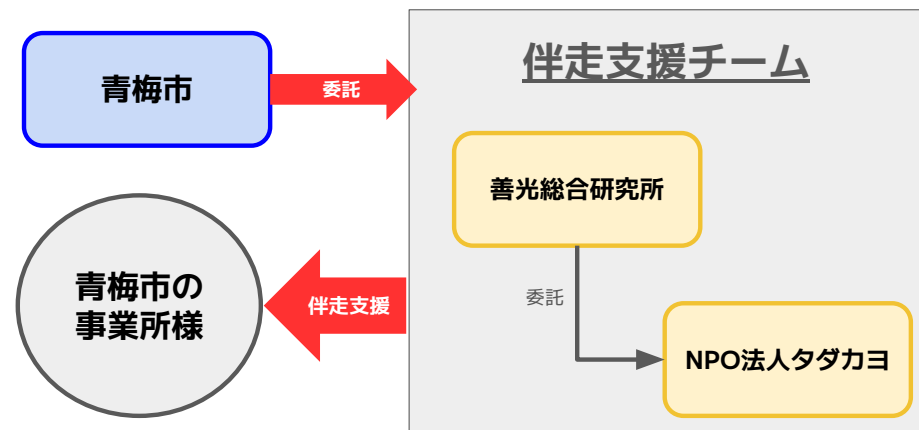 青梅市
委託
伴走支援チーム
善光総合研究所
委託
NPO法人タダカヨ
伴走支援
青梅市の
事業所様